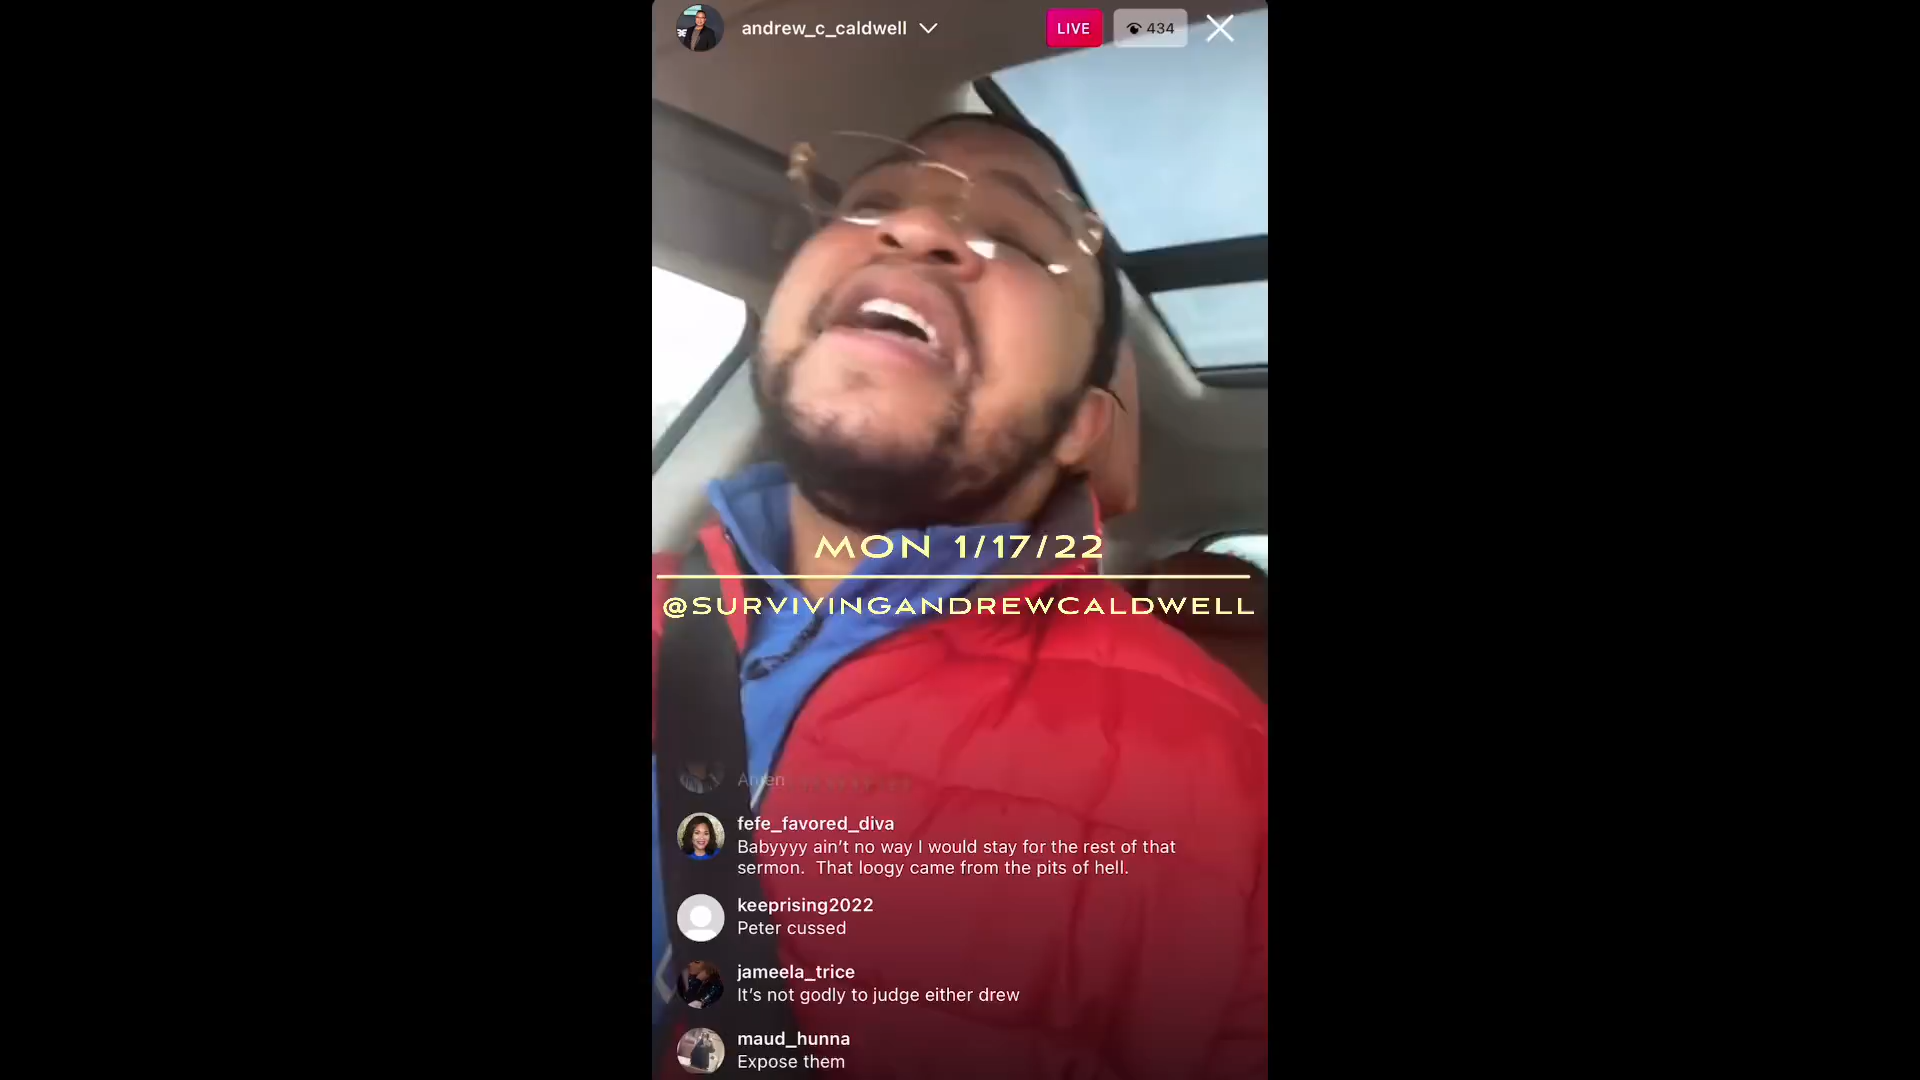 andrew_c_caldwell
LIVE
434
MON 1/17/22
@SURVIVINGANDREWCALDWELL
Amen
fefe_favored_diva
Babyyyy ain't no way I would stay for the rest of that
sermon.  That loogy came from the pits of hell.
keeprising2022
Peter cussed
jameela_trice
It's not godly to judge either drew
maud_hunna
Expose them